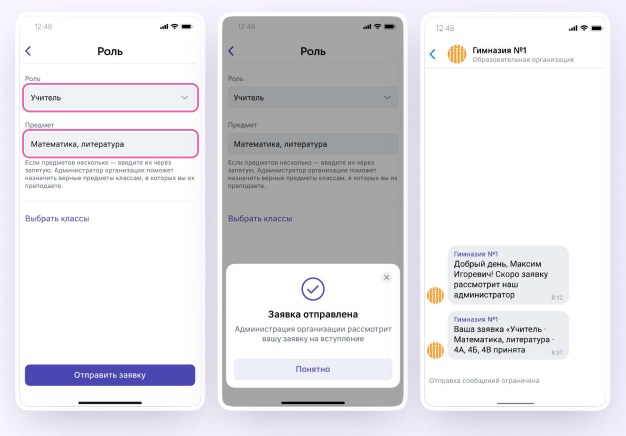 12:48
Роль
Роль
Учитель
Предмет
Математика, литература
Если предметов несколько — введите их через
запятую. Администратор организации поможет
назначить верные предметы классам, в которых вы их
преподаете.
Выбрать классы
Отправить заявку
12:48
Роль
Роль
Учитель
Предмет
Математика, литература
Если предметов несколько — введите их через
запятую. Администратор организации поможет
назначить верные предметы классам, в которых вы их
преподаете.
Выбрать классы
Заявка отправлена
Администрация организации рассмотрит
вашу заявку на вступление
Понятно
12:48
Гимназия №1
Образовательная организация
Гимназия №1
Добрый день, Максим
Игоревич! Скоро заявку
рассмотрит наш
администратор
8:12
Гимназия №1
Ваша заявка «Учитель ·
Математика, литература ·
4А, 4Б, 4В принята
8:37
Отправка сообщений ограничена